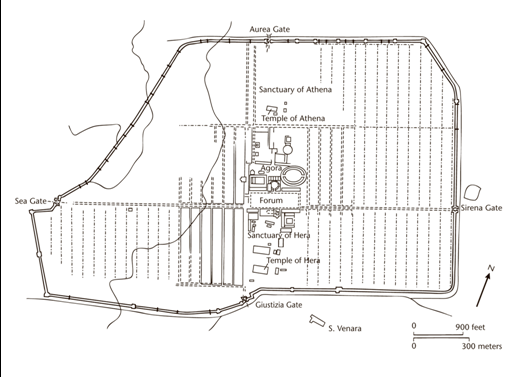 Aurea Gate
Sanctuary of Athena
Temple of Athena
Agora
Sea Gate
Forum
Sirena Gate
Sanctuary of Hera
Temple of Hera
N
Giustizia Gate
S. Venara
0 900 feet
0 300 meters